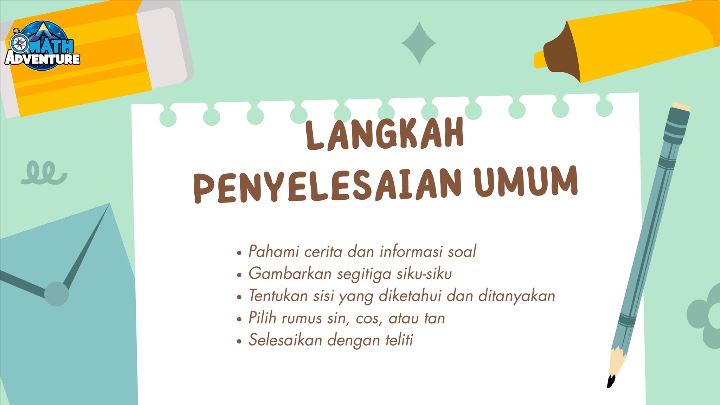 MATH
ADVENTURE
LANGKAH
PENYELESAIAN UMUM
• Pahami cerita dan informasi soal
• Gambarkan segitiga siku-siku
• Tentukan sisi yang diketahui dan ditanyakan
• Pilih rumus sin, cos, atau tan
• Selesaikan dengan teliti